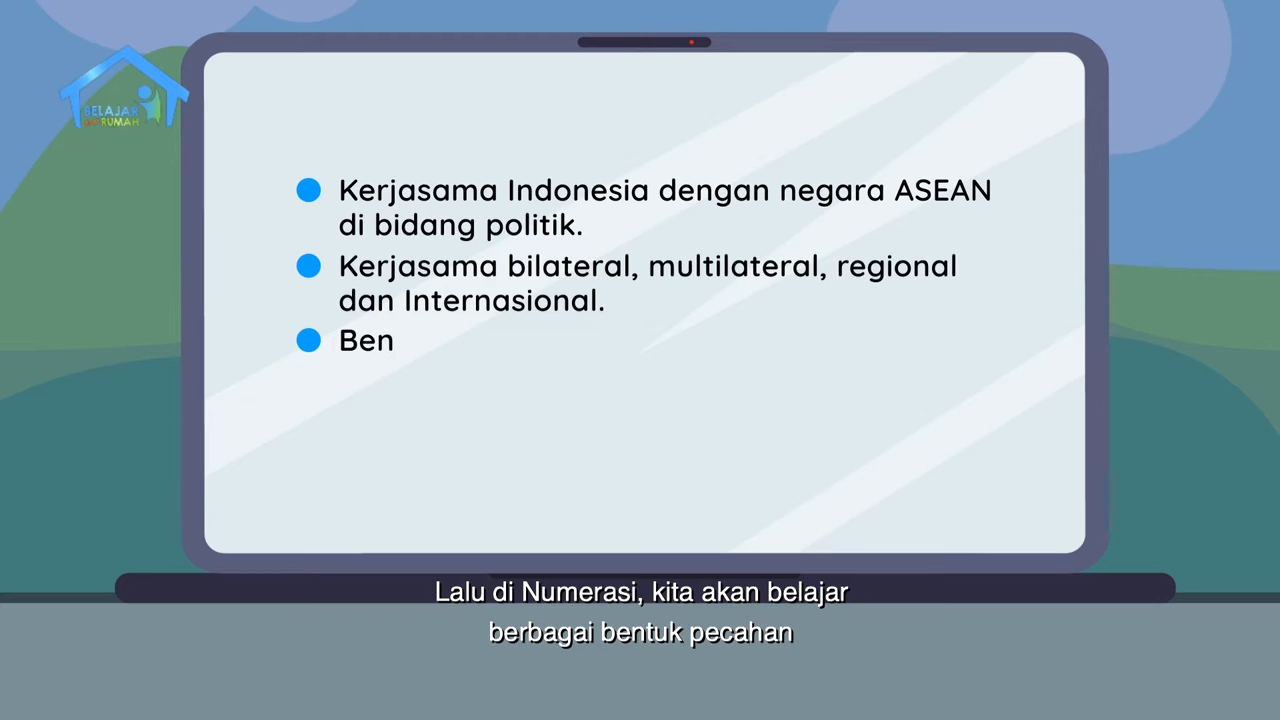 BELAJAR
DARI RUMAH
Kerjasama Indonesia dengan negara ASEAN
di bidang politik.
Kerjasama bilateral, multilateral, regional
dan Internasional.
Ben
Lalu di Numerasi, kita akan belajar
berbagai bentuk pecahan